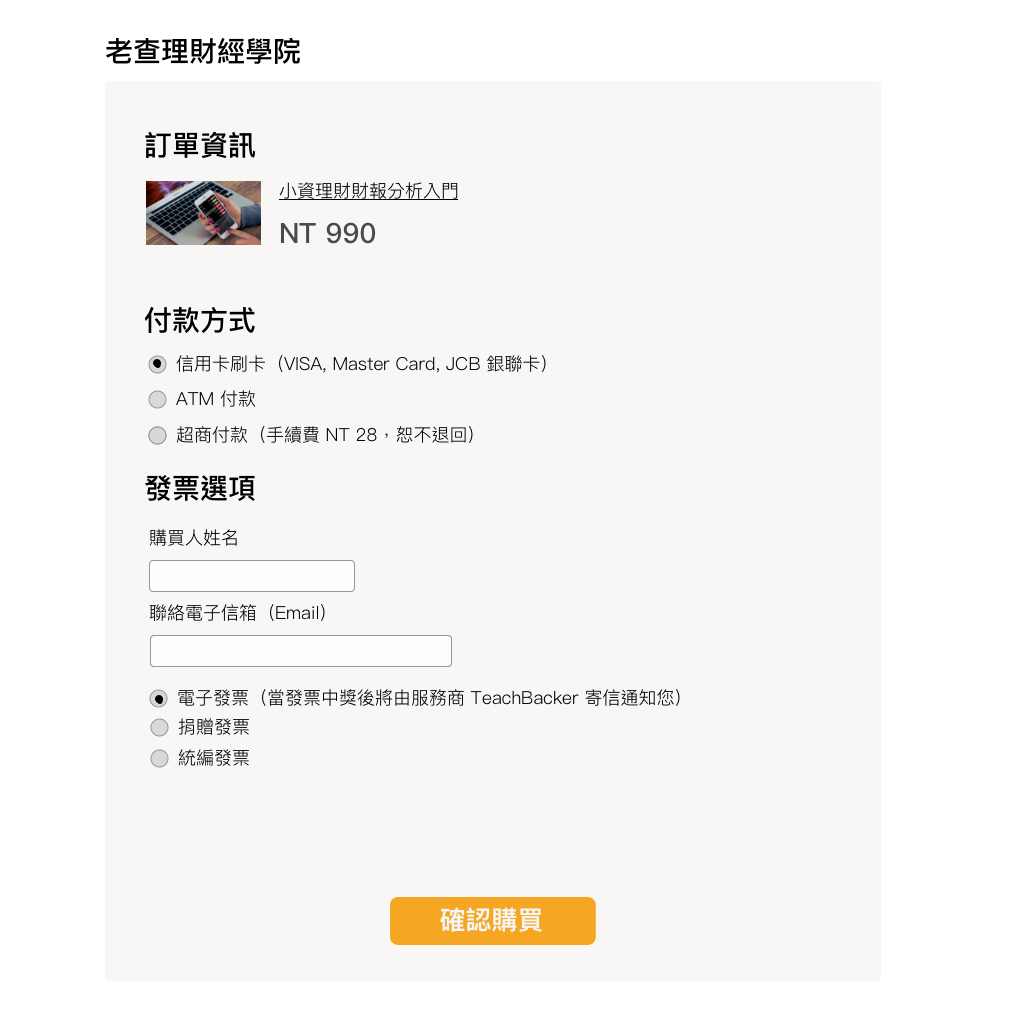 老查理財經學院
訂單資訊
小資理財財報分析入門
NT 990
付款方式
信用卡刷卡（VISA, Master Card, JCB 銀聯卡）
ATM 付款
超商付款（手續費 NT 28，恕不退回）
發票選項
購買人姓名
聯絡電子信箱（Email）
電子發票（當發票中獎後將由服務商 TeachBacker 寄信通知您）
捐贈發票
統編發票
確認購買